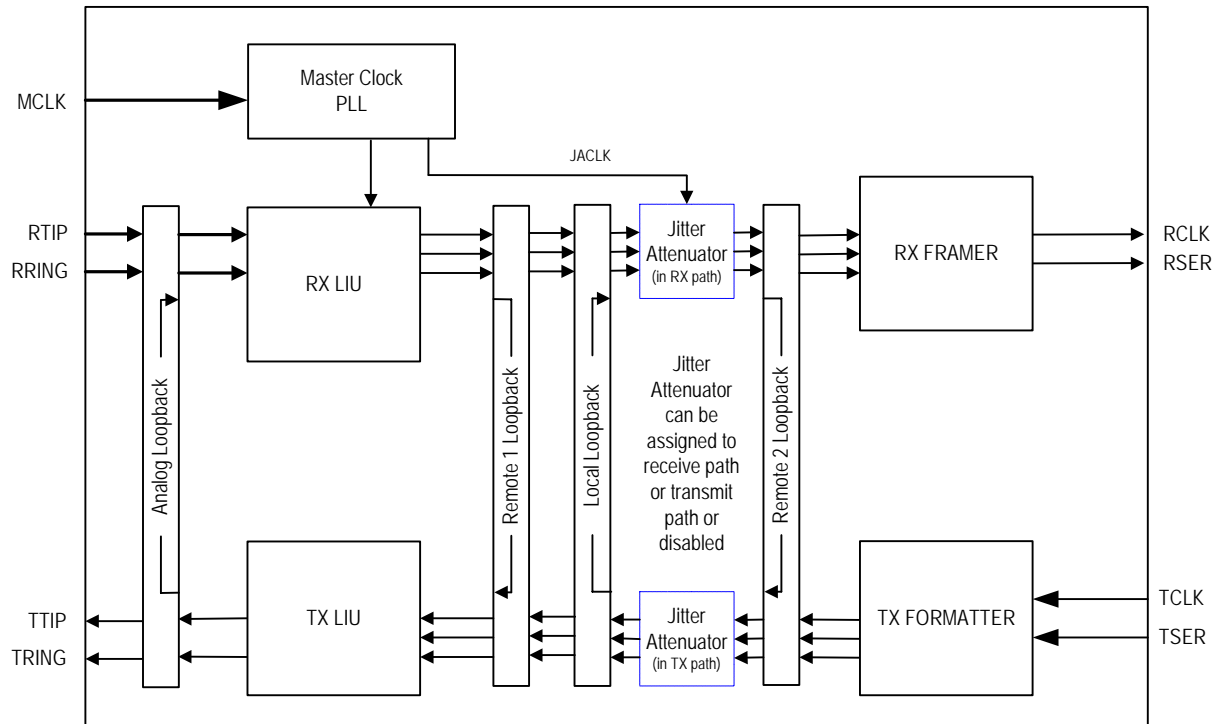 Master Clock
PLL
MCLK
JACLK
RTIP
RRING
RX LIU
Jitter
Attenuator
(in RX path)
RX FRAMER
RCLK
RSER
Analog Loopback
Remote 1 Loopback
Local Loopback
Jitter
Attenuator
can be
assigned to
receive path
or transmit
path or
disabled
Remote 2 Loopback
TTIP
TRING
TX LIU
Jitter
Attenuator
(in TX path)
TX FORMATTER
TCLK
TSER